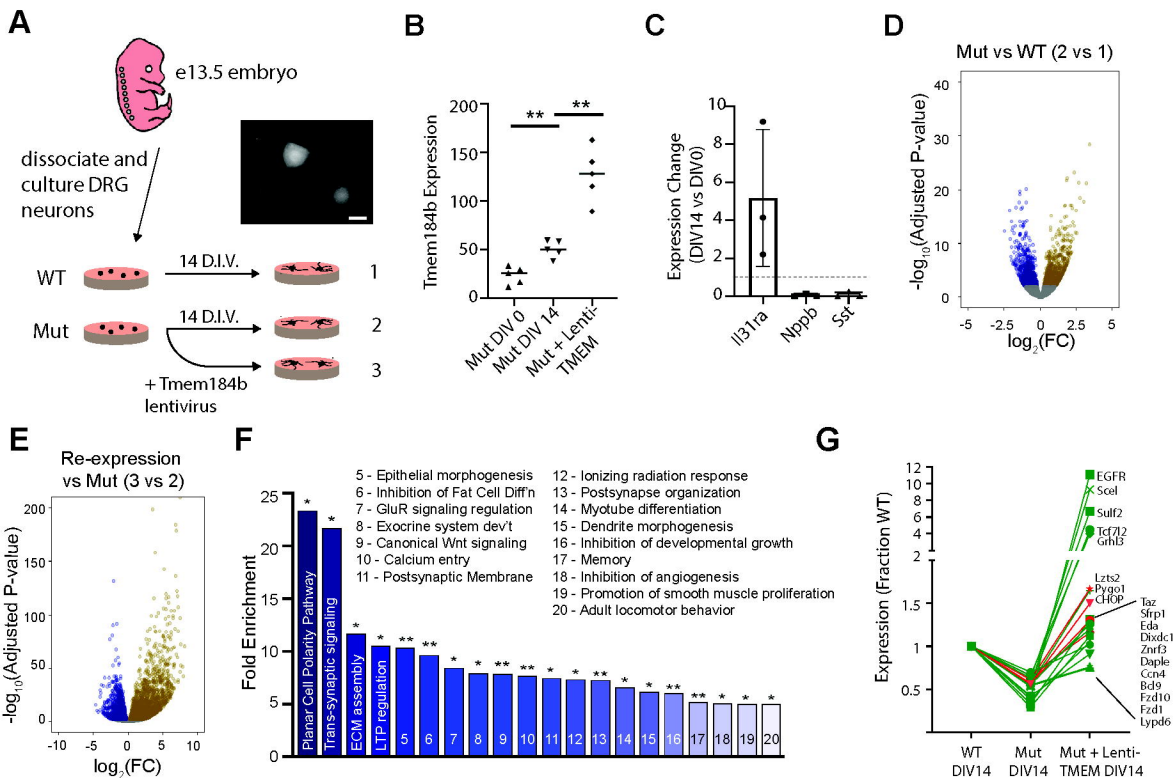 A
e13.5 embryo
dissociate and
culture DRG
neurons
WT
14 D.I.V.
1
Mut
14 D.I.V.
2
3
+ Tmem184b
lentivirus
B
Tmem184b Expression
200
150
100
50
0
**
**
Mut DIV 0
Mut DIV 14
Mut + Lenti-
TMEM
C
Expression Change
(DIV14 vs DIV0)
10
8
6
4
2
0
Il31ra
Nppb
Sst
D
Mut vs WT (2 vs 1)
-log10(Adjusted P-value)
40
30
20
10
0
-5
-2.5
0
2.5
5
log2(FC)
E
Re-expression
vs Mut (3 vs 2)
-log10(Adjusted P-value)
200
150
100
50
0
-10
-5
0
5
10
log2(FC)
F
Fold Enrichment
25
20
15
10
5
0
5 - Epithelial morphogenesis
6 - Inhibition of Fat Cell Diff'n
7 - GluR signaling regulation
8 - Exocrine system dev't
9 - Canonical Wnt signaling
10 - Calcium entry
11 - Postsynaptic Membrane
12 - Ionizing radiation response
13 - Postsynapse organization
14 - Myotube differentiation
15 - Dendrite morphogenesis
16 - Inhibition of developmental growth
17 - Memory
18 - Inhibition of angiogenesis
19 - Promotion of smooth muscle proliferation
20 - Adult locomotor behavior
* * * * ** ** * * ** ** * * ** * * ** ** * * *
Planar Cell Polarity Pathway
Trans-synaptic signaling
ECM assembly
LTP regulation
5 6 7 8 9 10 11 12 13 14 15 16 17 18 19 20
G
Expression (Fraction WT)
12
10
8
6
4
2
1.5
1
0.5
EGFR
Scel
Sulf2
Tcf7l2
Grhl3
Lzts2
Pygo1
CHOP
Taz
Sfrp1
Eda
Dixdc1
Znrf3
Daple
Ccn4
Bcl9
Fzd10
Fzd1
Lypd6
WT
DIV14
Mut
DIV14
Mut + Lenti-
TMEM DIV14